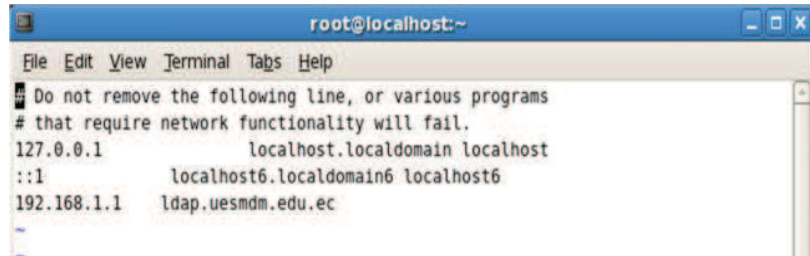 root@localhost:~
File Edit View Terminal Tabs Help
# Do not remove the following line, or various programs
# that require network functionality will fail.
127.0.0.1 localhost.localdomain localhost
::1 localhost6.localdomain6 localhost6
192.168.1.1 ldap.uesmdm.edu.ec
~
~